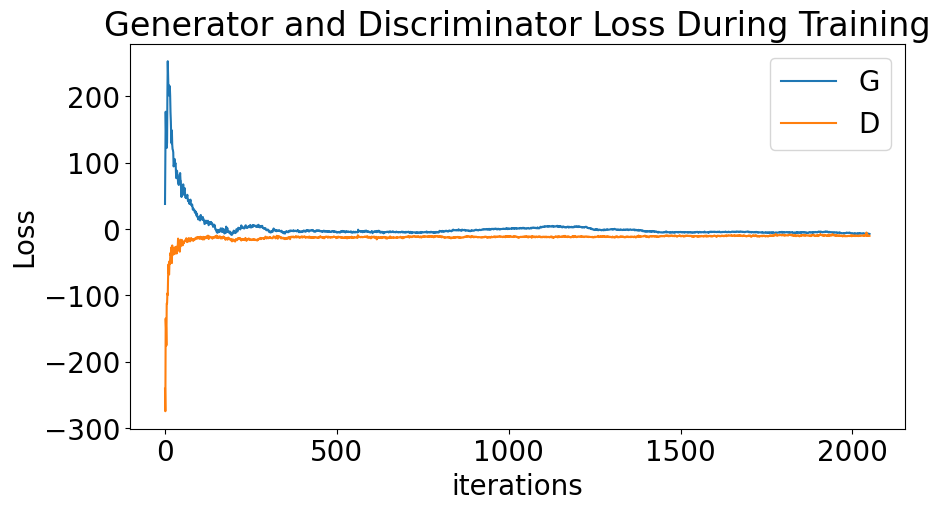 Generator and Discriminator Loss During Training
G
D
Loss
200
100
0
−100
−200
−300
0
500
1000
1500
2000
iterations